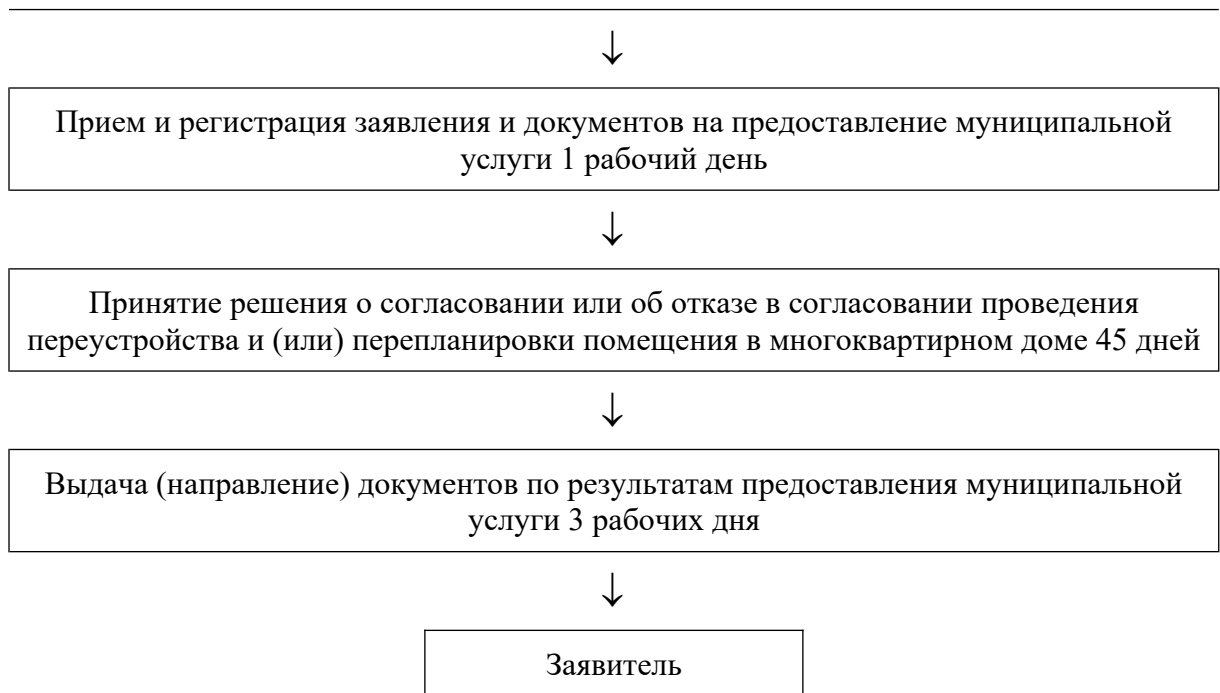 ↓
Прием и регистрация заявления и документов на предоставление муниципальной
услуги 1 рабочий день
↓
Принятие решения о согласовании или об отказе в согласовании проведения
переустройства и (или) перепланировки помещения в многоквартирном доме 45 дней
↓
Выдача (направление) документов по результатам предоставления муниципальной
услуги 3 рабочих дня
↓
Заявитель